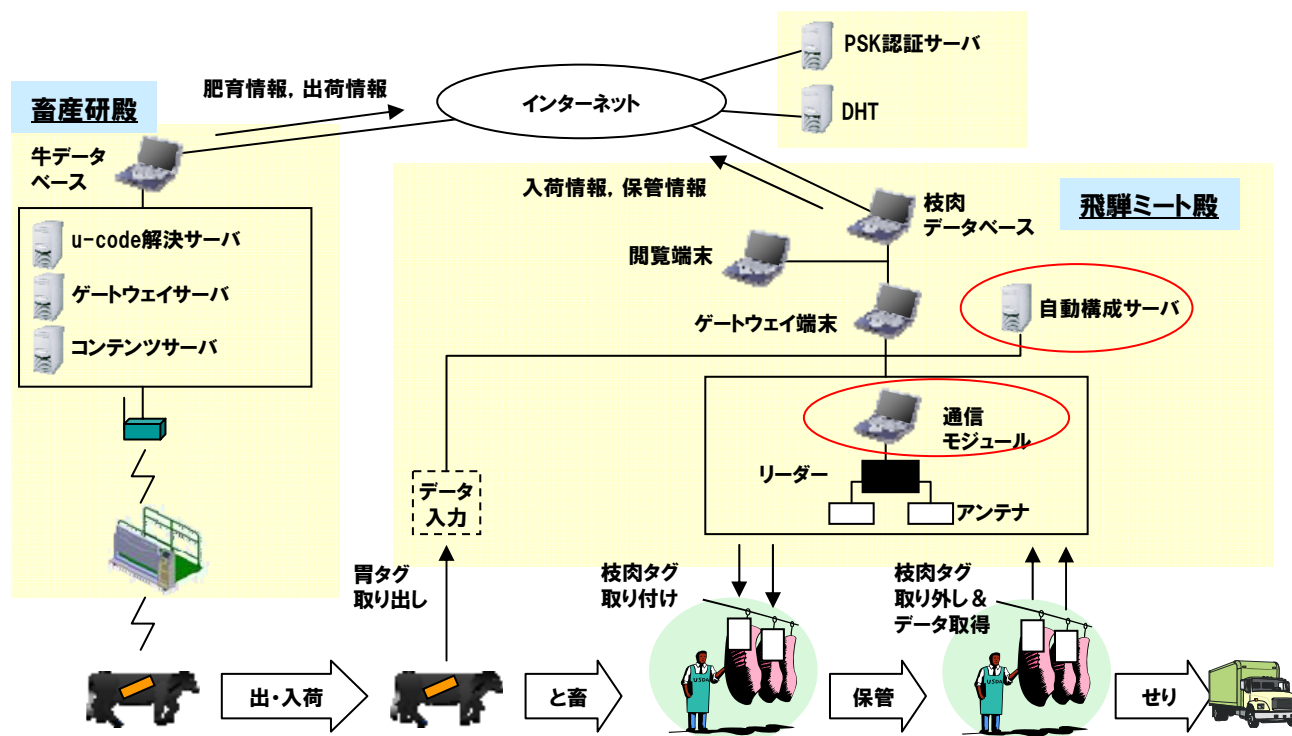 PSK認証サーバ
DHT
インターネット
肥育情報，出荷情報
畜産研殿
牛データ
ベース
u-code解決サーバ
ゲートウェイサーバ
コンテンツサーバ
入荷情報，保管情報
飛騨ミート殿
枝肉
データベース
閲覧端末
ゲートウェイ端末
自動構成サーバ
通信
モジュール
リーダー
アンテナ
データ
入力
胃タグ
取り出し
枝肉タグ
取り付け
枝肉タグ
取り外し＆
データ取得
USDA
USDA
出・入荷
と畜
保管
せり